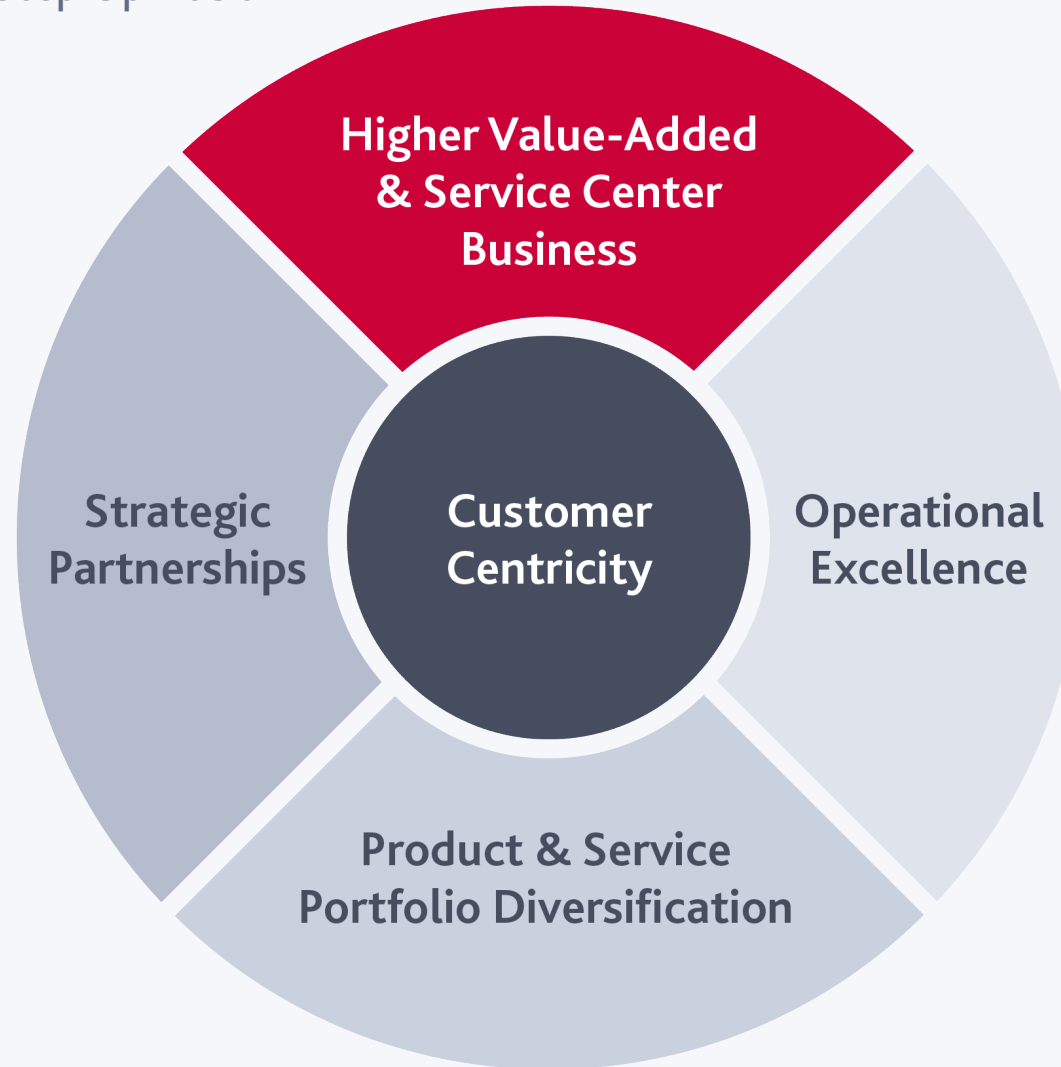 Higher Value-Added
& Service Center
Business
Strategic
Partnerships
Customer
Centricity
Operational
Excellence
Product & Service
Portfolio Diversification